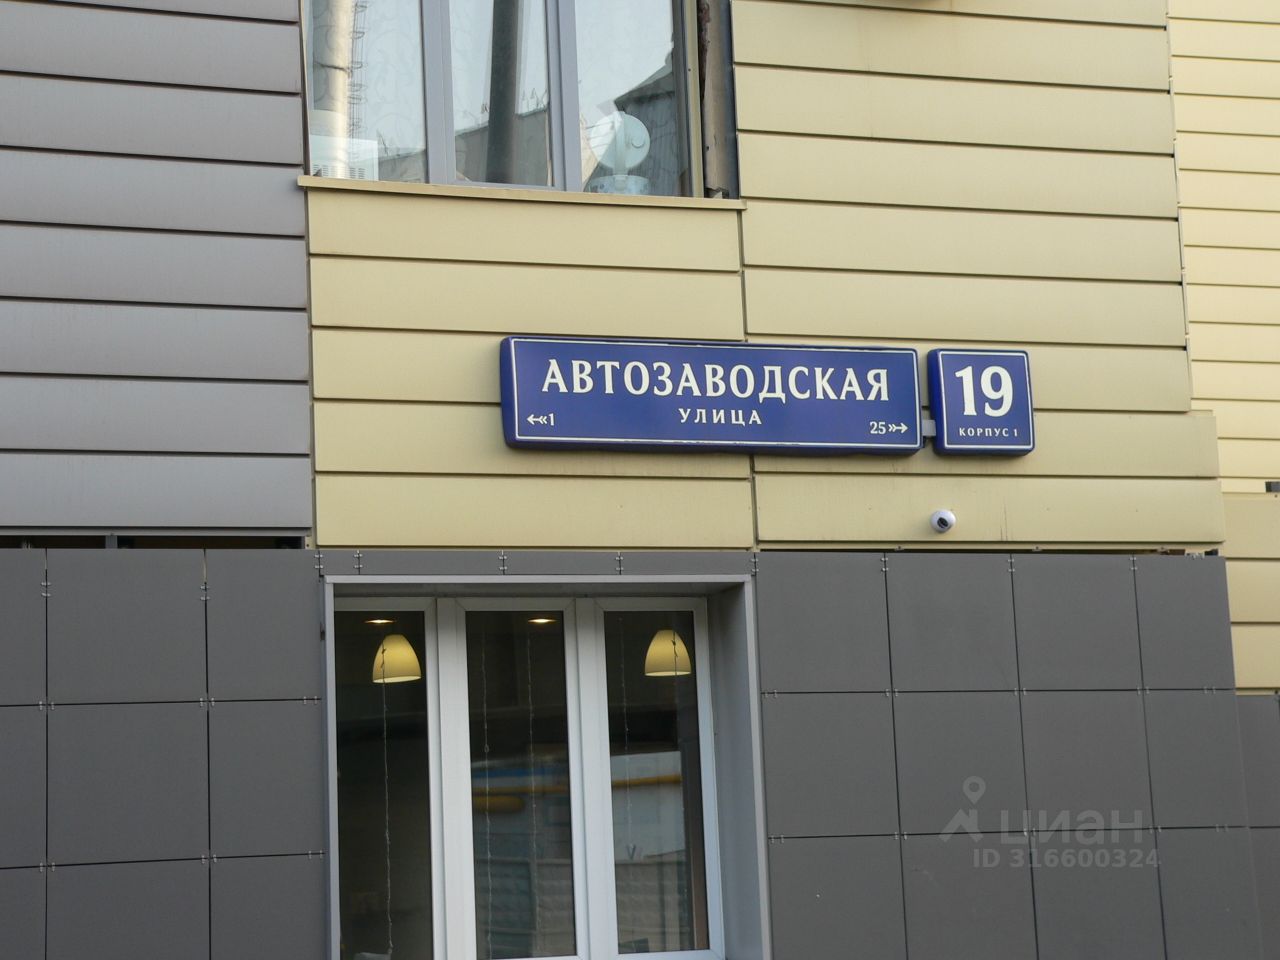 АВТОЗАВОДСКАЯ
УЛИЦА
1
25
19
КОРПУС 1
циан
ID 316600324